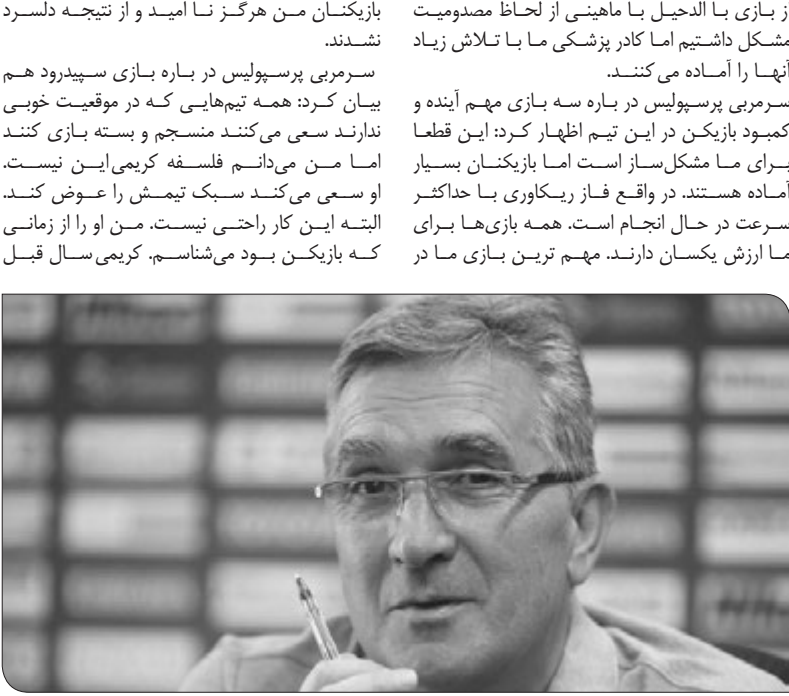 ز بازی با الدحیل با ماهینی از لحاظ مصدومیت
مشکل داشتیم اما کادر پزشکی ما با تلاش زیاد
آنها را آماده می کنند.
سرمربی پرسپولیس در باره سه بازی مهم آینده و
کمبود بازیکن در این تیم اظهار کرد: این قطعا
برای ما مشکل‌ساز است اما بازیکنان بسیار
آماده هستند. در واقع فاز ریکاوری با حداکثر
سرعت در حال انجام است. همه بازی‌ها برای
ما ارزش یکسان دارند. مهم ترین بازی ما در
بازیکنان من هرگز نا امید و از نتیجه دلسرد
نشدند.
سرمربی پرسپولیس در باره بازی سپیدرود هم
بیان کرد: همه تیم‌هایی که در موقعیت خوبی
ندارند سعی می‌کنند منسجم و بسته بازی کنند
اما من می‌دانم فلسفه کریمی این نیست.
او سعی می‌کند سبک تیمش را عوض کند.
البته این کار راحتی نیست. من او را از زمانی
که بازیکن بود می‌شناسم. کریمی سال قبل